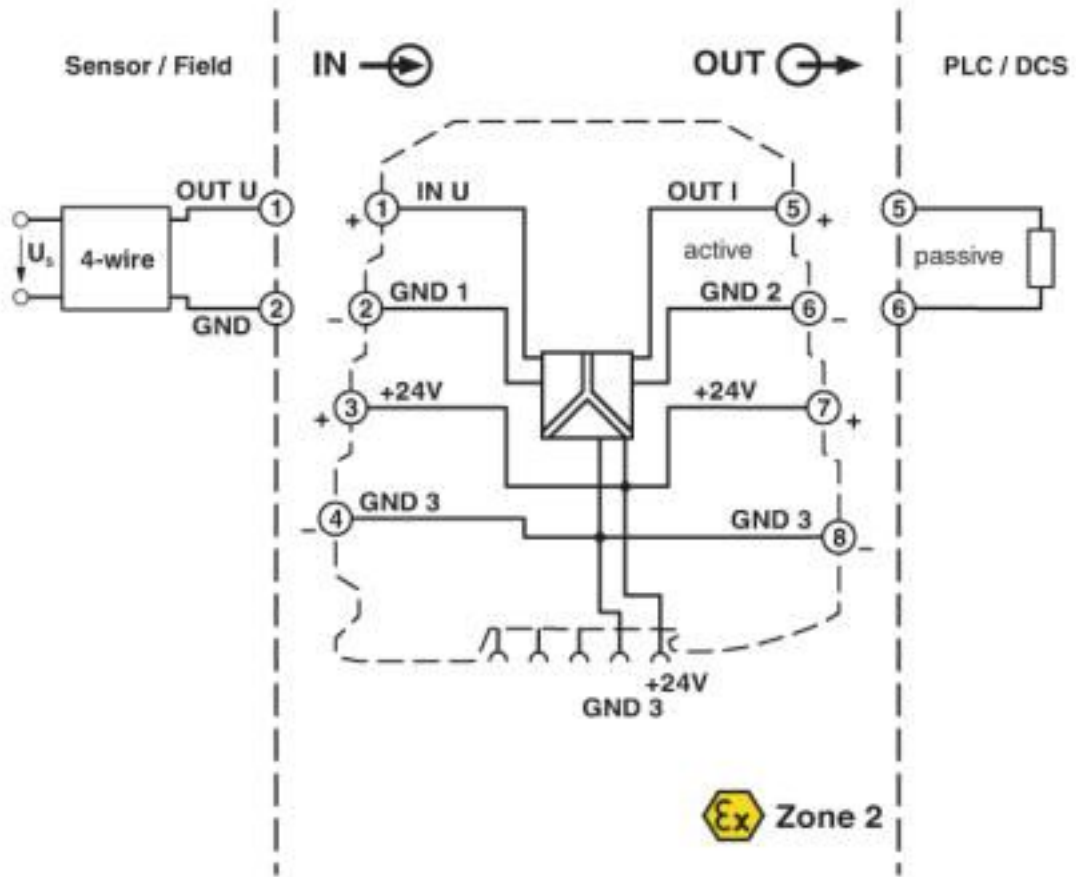 Sensor / Field
IN
OUT
PLC / DCS
OUT U
1
+
1
IN U
OUT I
5
+
5
Us
4-wire
active
passive
2
GND
-
2
GND 1
GND 2
6
-
6
+
3
+24V
+24V
7
+
-
4
GND 3
GND 3
8
-
+24V
GND 3
Ex
Zone 2